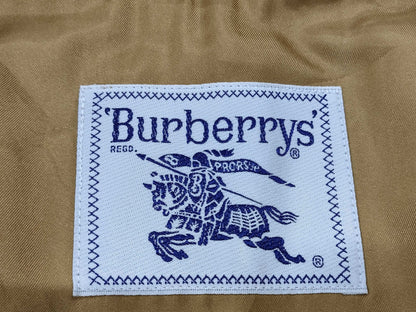 'Burberrys'
REGD. ®
PRORSUM
B
®